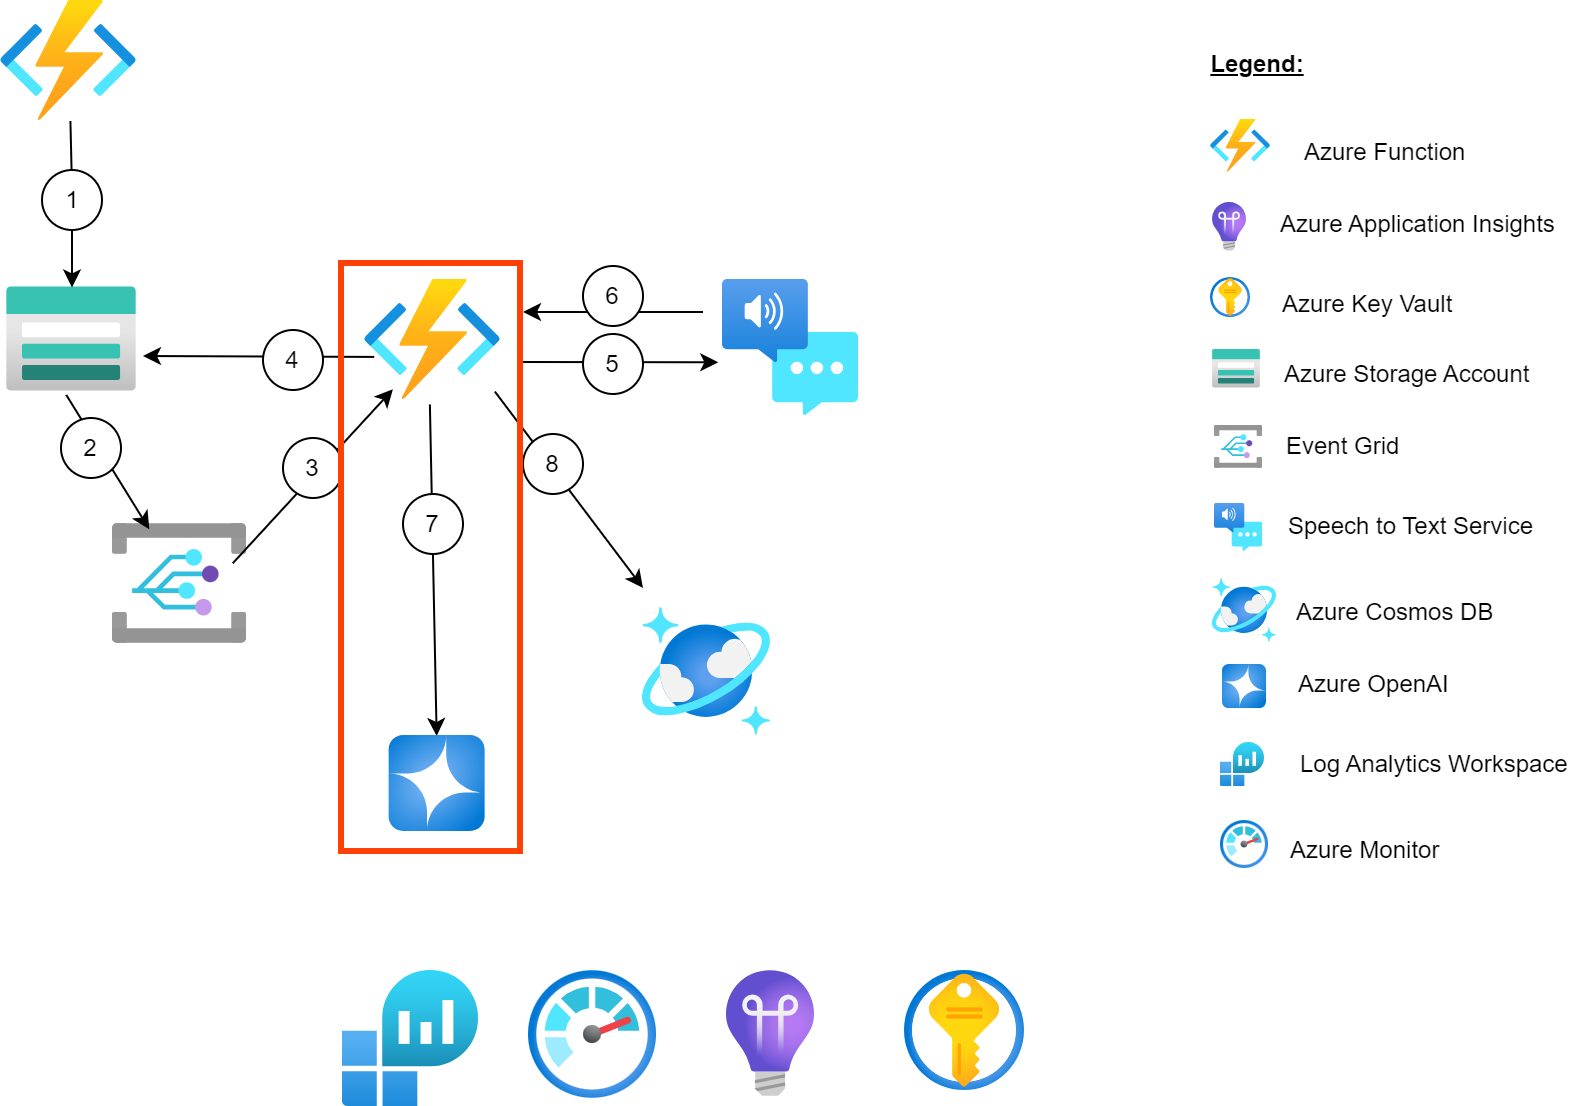 Legend:
1
Azure Function
Azure Application Insights
6
Azure Key Vault
4
5
Azure Storage Account
2
3
8
Event Grid
7
Speech to Text Service
Azure Cosmos DB
Azure OpenAI
Log Analytics Workspace
Azure Monitor